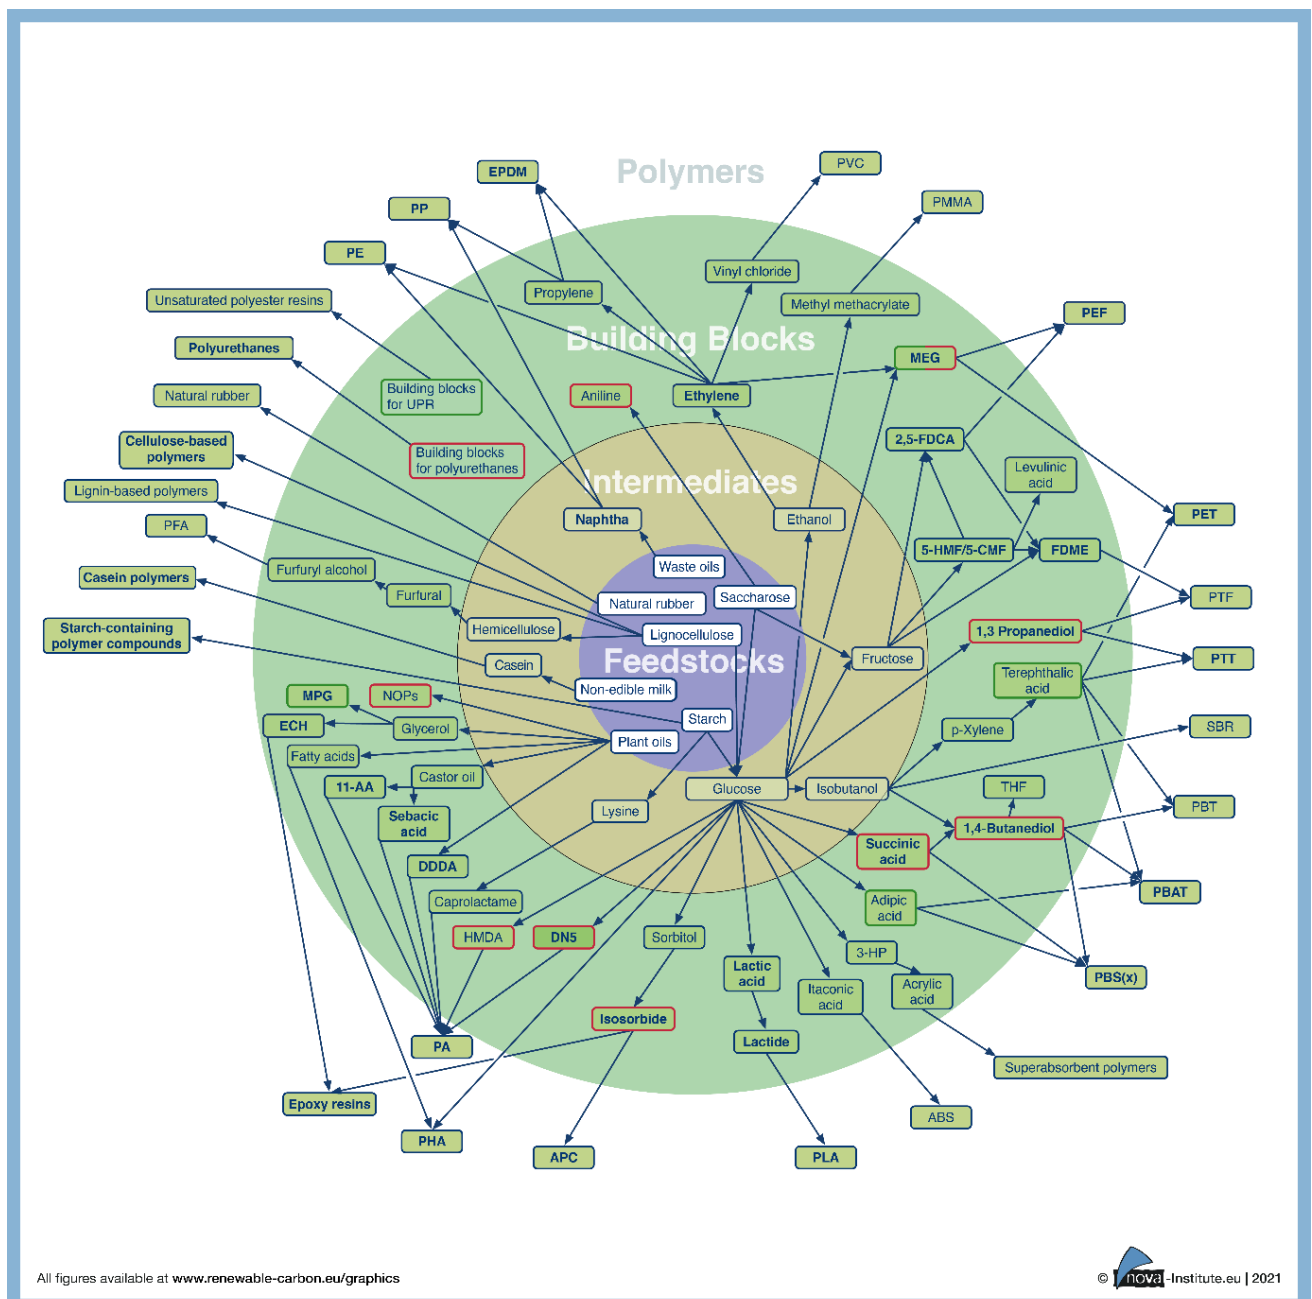 Polymers
EPDM
PVC
PP
PMMA
PE
Vinyl chloride
Propylene
Methyl methacrylate
Unsaturated polyester resins
PEF
Building Blocks
Polyurethanes
MEG
Building blocks
for UPR
Natural rubber
Aniline
Ethylene
Cellulose-based
polymers
2,5-FDCA
Building blocks
for polyurethanes
Levulinic
acid
Intermediates
Lignin-based polymers
PFA
Naphtha
Ethanol
PET
5-HMF/5-CMF
FDME
Waste oils
Furfuryl alcohol
Casein polymers
Furfural
Natural rubber
Saccharose
PTF
Starch-containing
polymer compounds
Hemicellulose
Lignocellulose
1,3 Propanediol
Feedstocks
Casein
Fructose
PTT
Non-edible milk
Terephthalic
acid
MPG
NOPs
ECH
Glycerol
Starch
p-Xylene
SBR
Plant oils
Fatty acids
Castor oil
11-AA
Glucose
Isobutanol
THF
Lysine
PBT
Sebacic
acid
1,4-Butanediol
Succinic
acid
DDDA
PBAT
Caprolactame
Adipic
acid
HMDA
DN5
Sorbitol
3-HP
Lactic
acid
PBS(x)
Itaconic
acid
Acrylic
acid
Isosorbide
PA
Lactide
Superabsorbent polymers
Epoxy resins
ABS
PHA
APC
PLA
All figures available at www.renewable-carbon.eu/graphics
© nova-Institute.eu | 2021